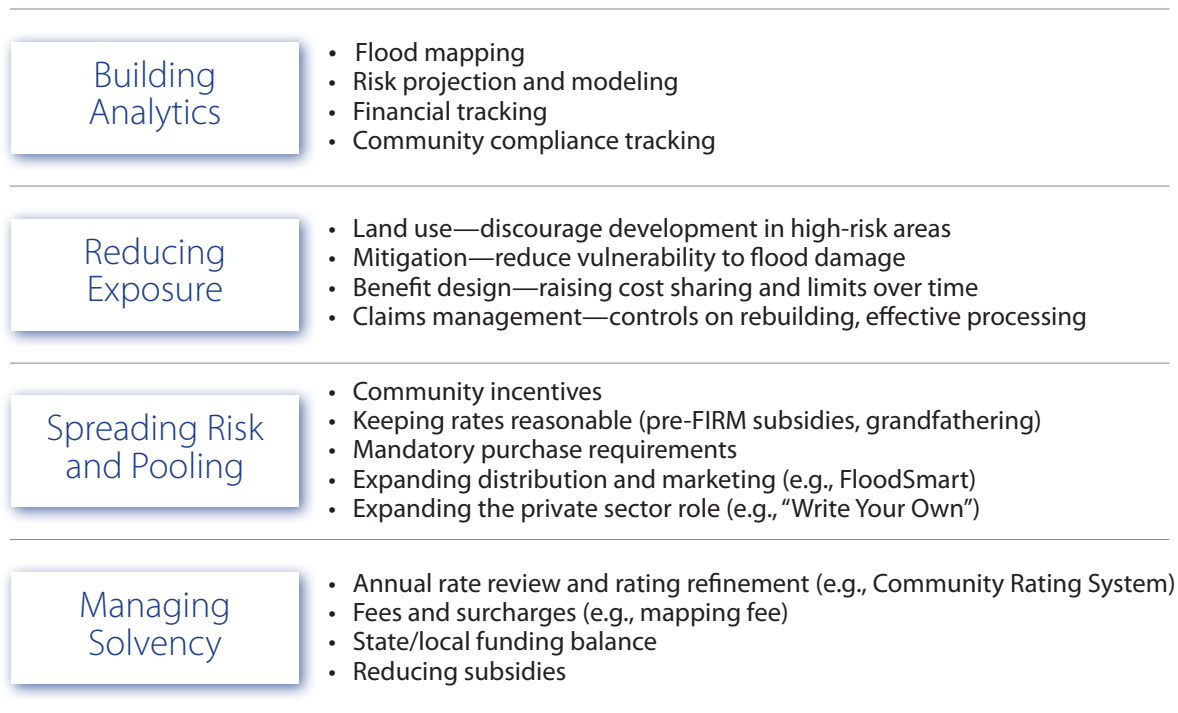 Building
Analytics
• Flood mapping
• Risk projection and modeling
• Financial tracking
• Community compliance tracking
Reducing
Exposure
• Land use—discourage development in high-risk areas
• Mitigation—reduce vulnerability to flood damage
• Benefit design—raising cost sharing and limits over time
• Claims management—controls on rebuilding, effective processing
Spreading Risk
and Pooling
• Community incentives
• Keeping rates reasonable (pre-FIRM subsidies, grandfathering)
• Mandatory purchase requirements
• Expanding distribution and marketing (e.g., FloodSmart)
• Expanding the private sector role (e.g., “Write Your Own”)
Managing
Solvency
• Annual rate review and rating refinement (e.g., Community Rating System)
• Fees and surcharges (e.g., mapping fee)
• State/local funding balance
• Reducing subsidies